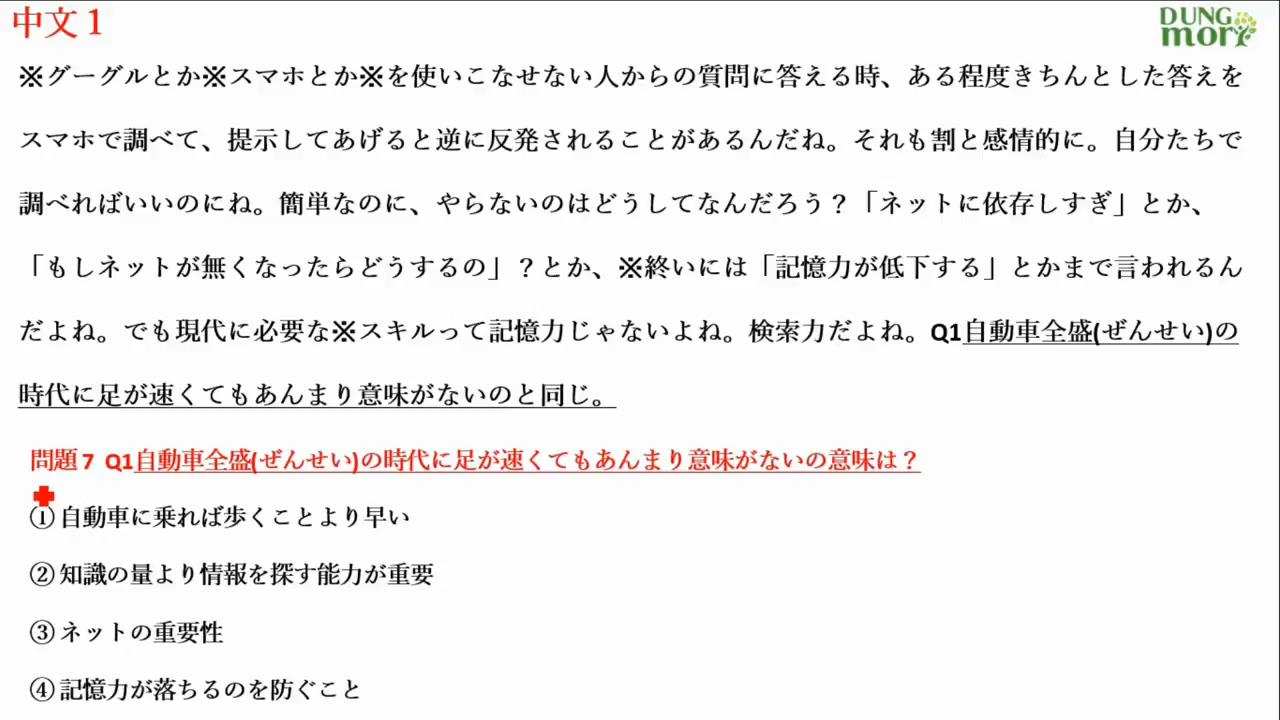 中文1
DUNG
mori
※グーグルとか※スマホとか※を使いこなせない人からの質問に答える時、ある程度きちんとした答えを
スマホで調べて、提示してあげると逆に反発されることがあるんだね。それも割と感情的に。自分たちで
調べればいいのにね。簡単なのに、やらないのはどうしてなんだろう？「ネットに依存しすぎ」とか、
「もしネットが無くなったらどうするの」？とか、※終いには「記憶力が低下する」とかまで言われるん
だよね。でも現代に必要な※スキルって記憶力じゃないよね。検索力だよね。Q1自動車全盛(ぜんせい)の
時代に足が速くてもあんまり意味がないのと同じ。
問題7 Q1自動車全盛(ぜんせい)の時代に足が速くてもあんまり意味がないの意味は？
①自動車に乗れば歩くことより早い
②知識の量より情報を探す能力が重要
③ネットの重要性
④記憶力が落ちるのを防ぐこと